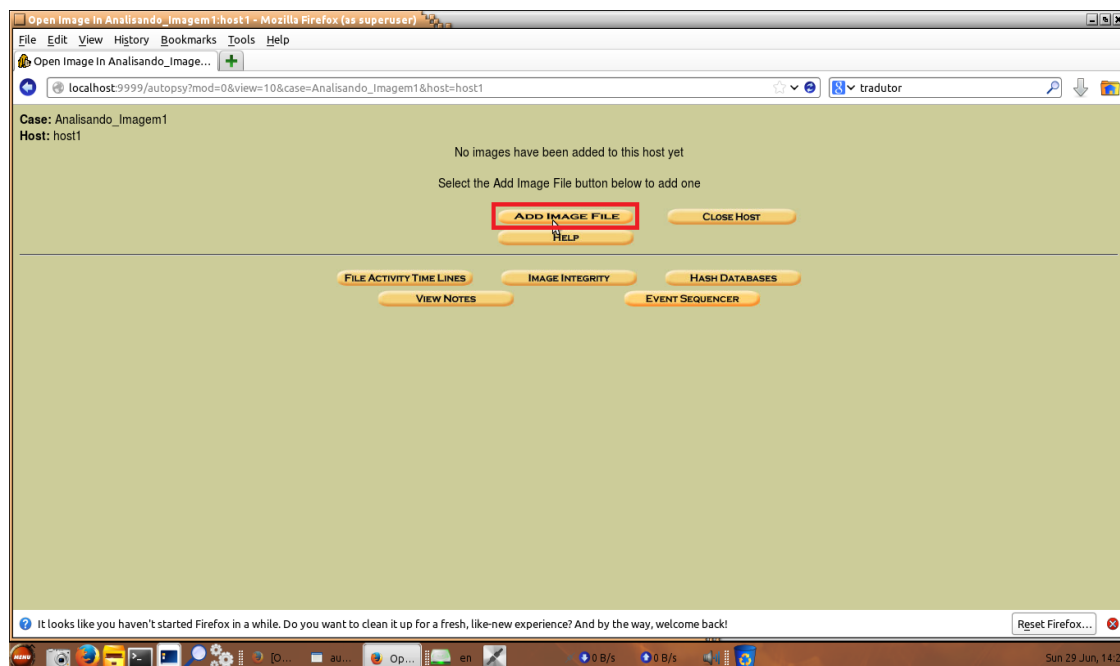 Open Image In Analisando_Imagem1:host1 - Mozilla Firefox (as superuser)
File Edit View History Bookmarks Tools Help
Open Image In Analisando_Image...
localhost:9999/autopsy?mod=0&view=10&case=Analisando_Imagem1&host=host1
tradutor
Case: Analisando_Imagem1
Host: host1
No images have been added to this host yet
Select the Add Image File button below to add one
ADD IMAGE FILE CLOSE HOST
HELP
FILE ACTIVITY TIME LINES IMAGE INTEGRITY HASH DATABASES
VIEW NOTES EVENT SEQUENCER
It looks like you haven't started Firefox in a while. Do you want to clean it up for a fresh, like-new experience? And by the way, welcome back!
Reset Firefox...
MENU [O... au... Op... en 0 B/s 0 B/s Sun 29 Jun, 14:2